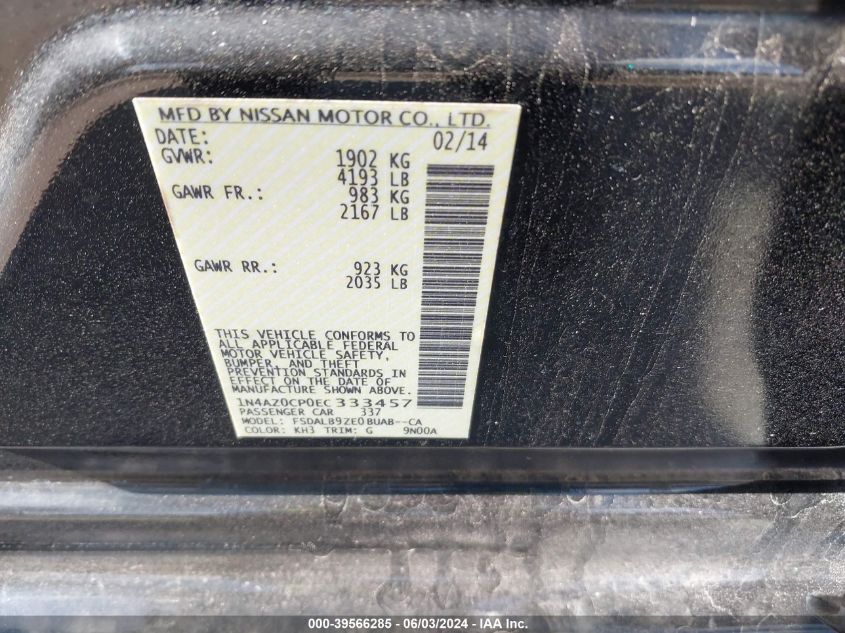 MFD BY NISSAN MOTOR CO., LTD.
DATE: 02/14
GVWR: 1902 KG
4193 LB
GAWR FR.: 983 KG
2167 LB
GAWR RR.: 923 KG
2035 LB
THIS VEHICLE CONFORMS TO
ALL APPLICABLE FEDERAL
MOTOR VEHICLE SAFETY,
BUMPER, AND THEFT
PREVENTION STANDARDS IN
EFFECT ON THE DATE OF
MANUFACTURE SHOWN ABOVE.
1N4AZ0CP0EC333457
PASSENGER CAR 337
MODEL: FSDALB9ZE0BUAB--CA
COLOR: KH3 TRIM: G 9N00A
000-39566285 - 06/03/2024 - IAA Inc.